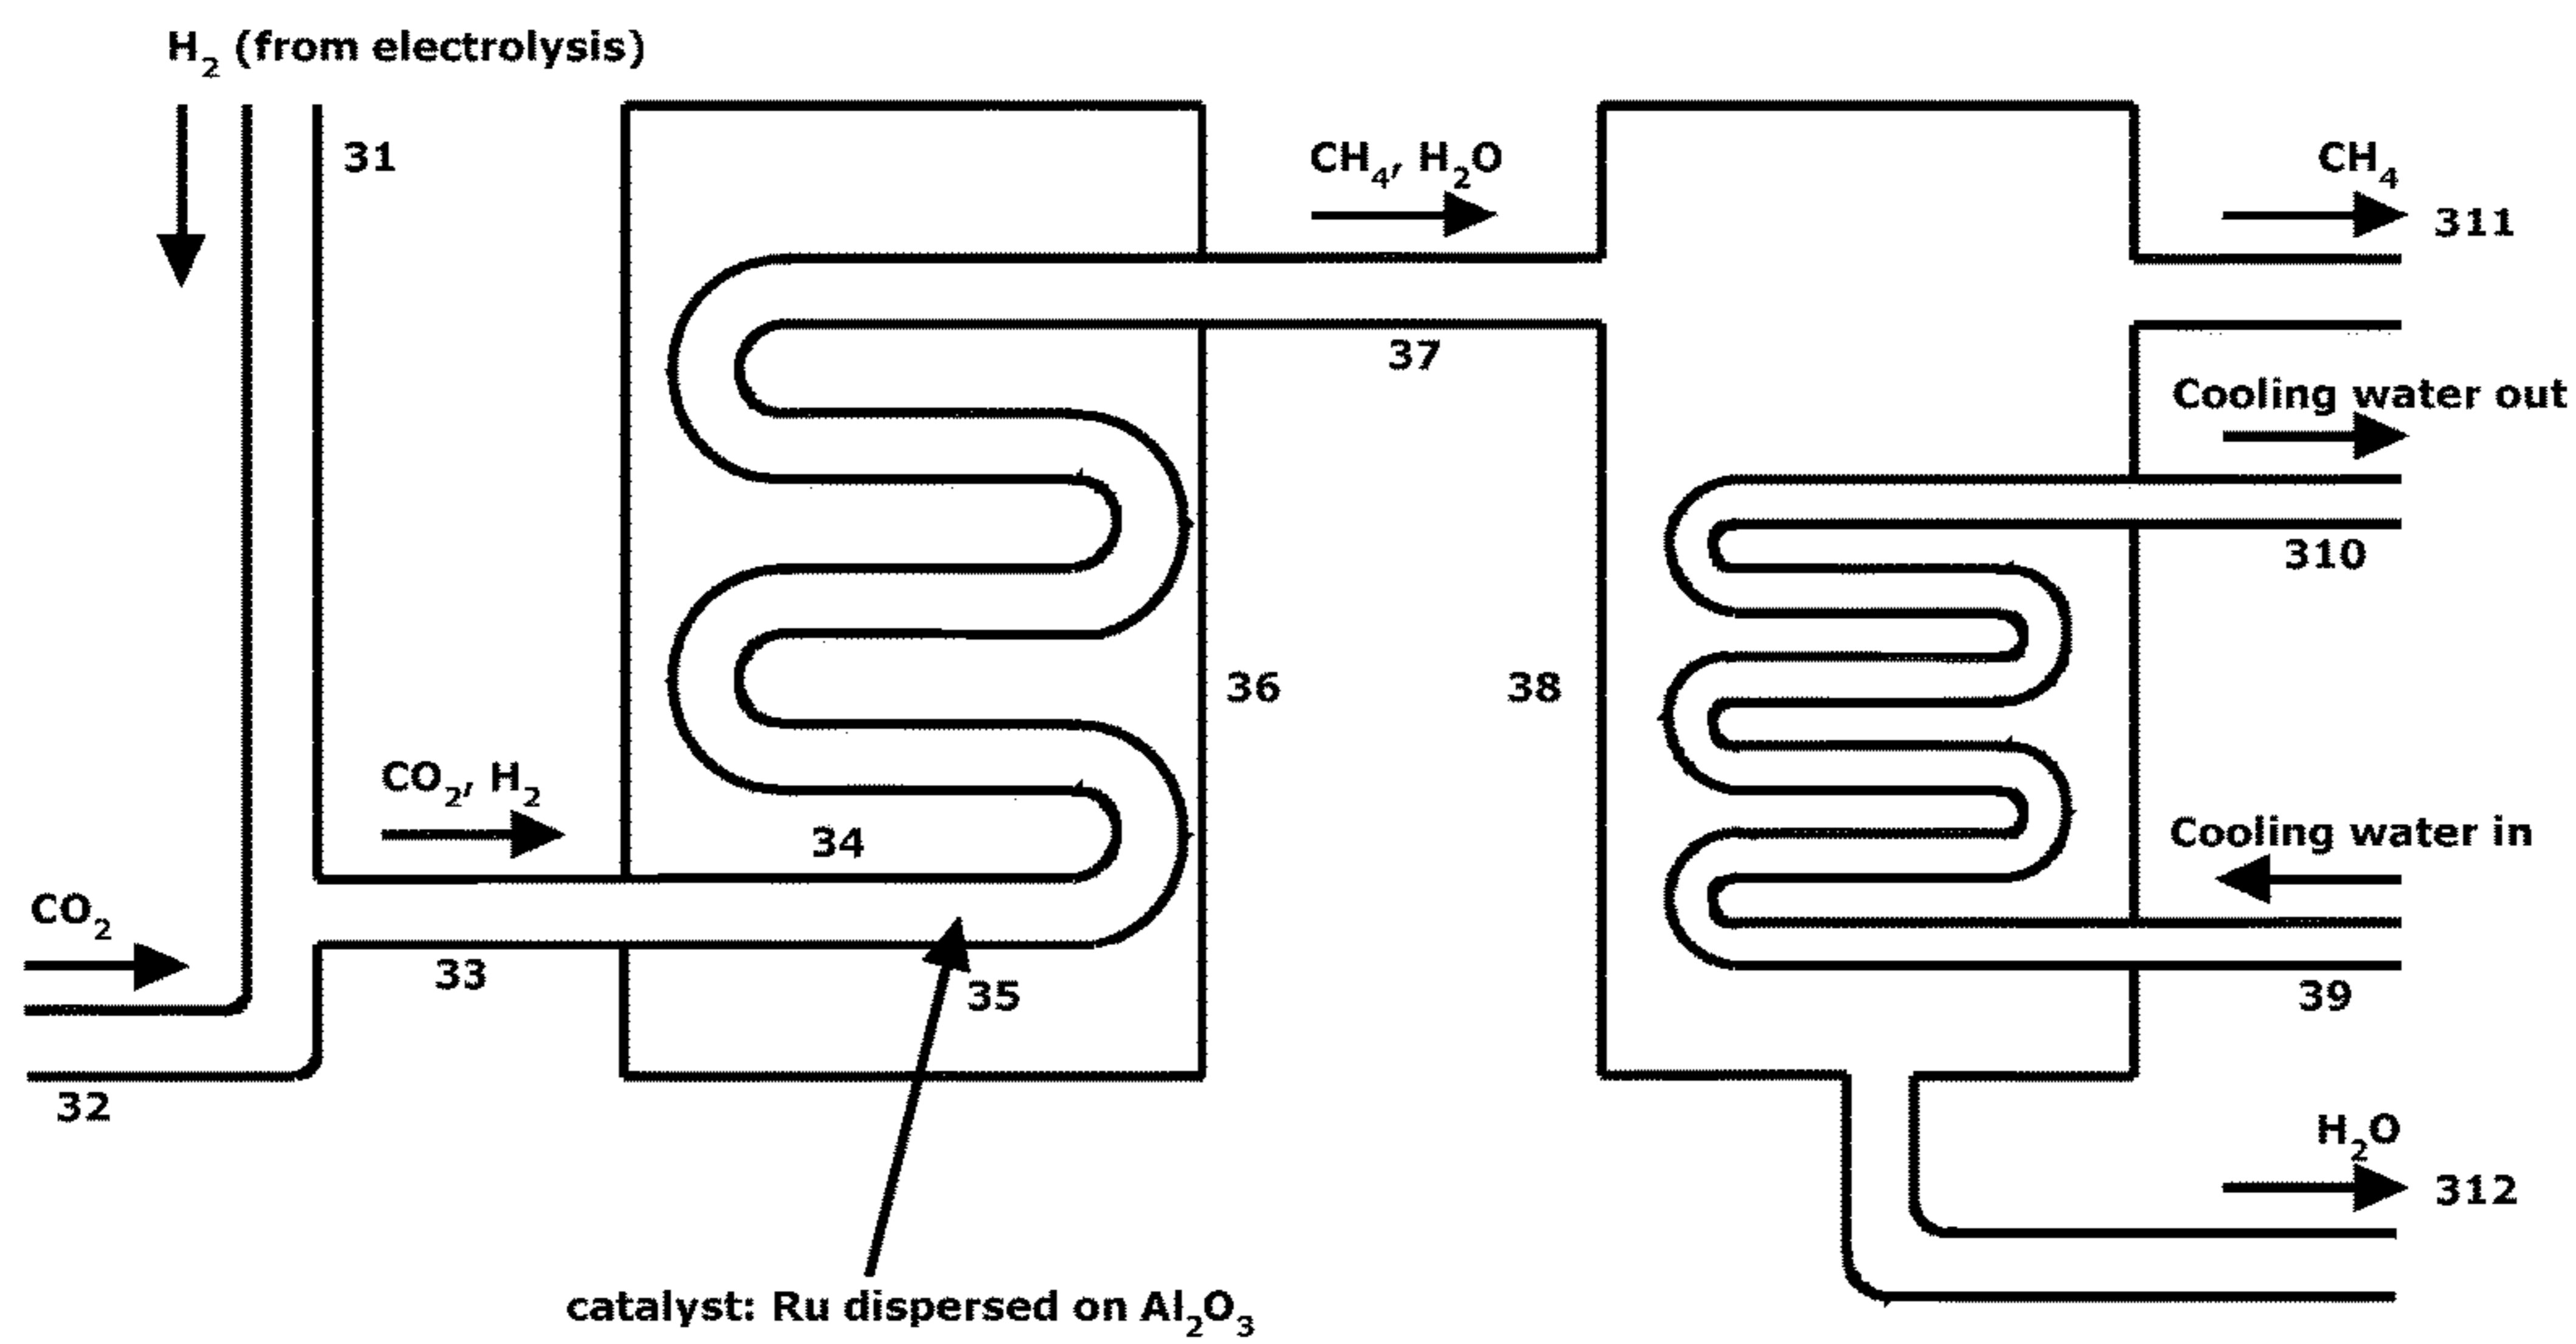 H₂ (from electrolysis)
31
CH₄, H₂O
CH₄
311
37
Cooling water out
310
36
38
CO₂, H₂
34
Cooling water in
CO₂
33
35
39
32
H₂O
312
catalyst: Ru dispersed on Al₂O₃